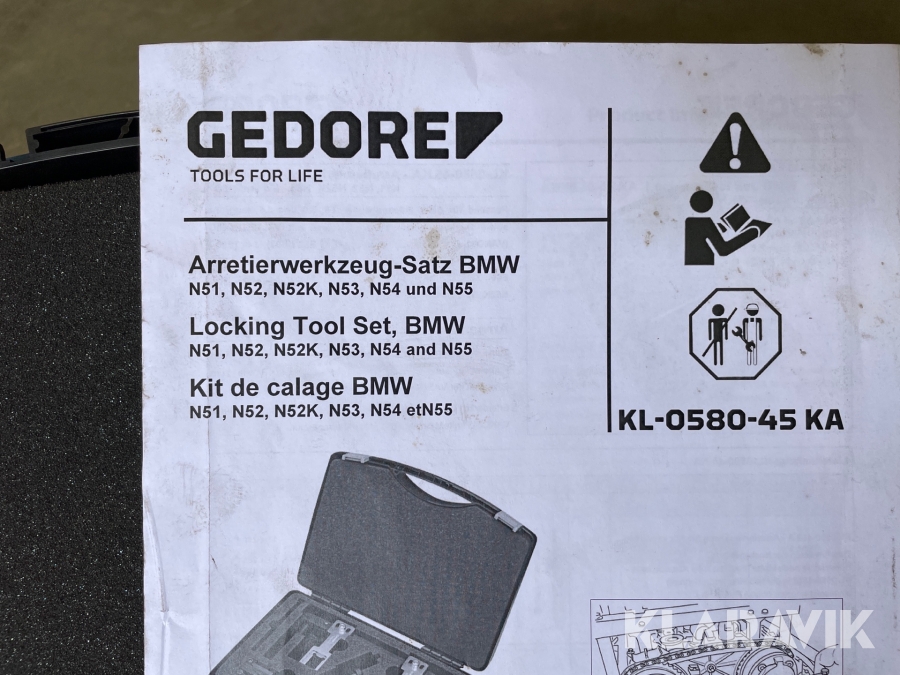 GEDORE
TOOLS FOR LIFE
Arretierwerkzeug-Satz BMW
N51, N52, N52K, N53, N54 und N55
Locking Tool Set, BMW
N51, N52, N52K, N53, N54 and N55
Kit de calage BMW
N51, N52, N52K, N53, N54 etN55
KL-0580-45 KA
KLARAVIK